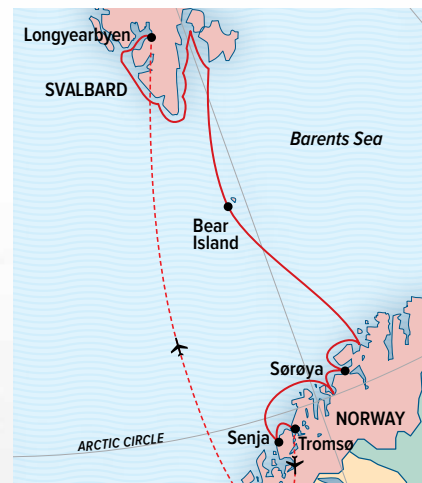 Longyearbyen
SVALBARD
Barents Sea
Bear
Island
Sørøya
NORWAY
Senja
Tromsø
ARCTIC CIRCLE